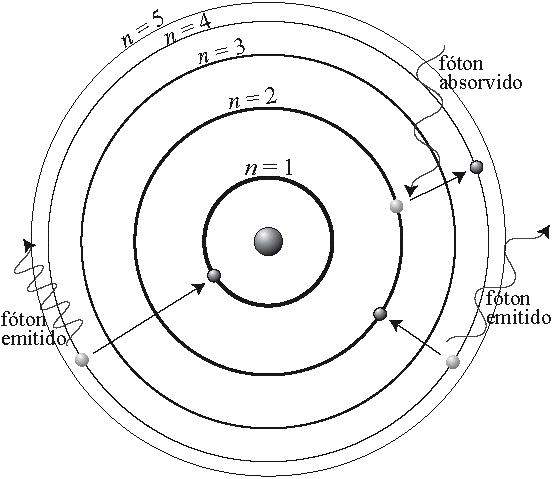 n = 5
n = 4
n = 3
n = 2
n = 1
fóton
absorvido
fóton
emitido
fóton
emitido